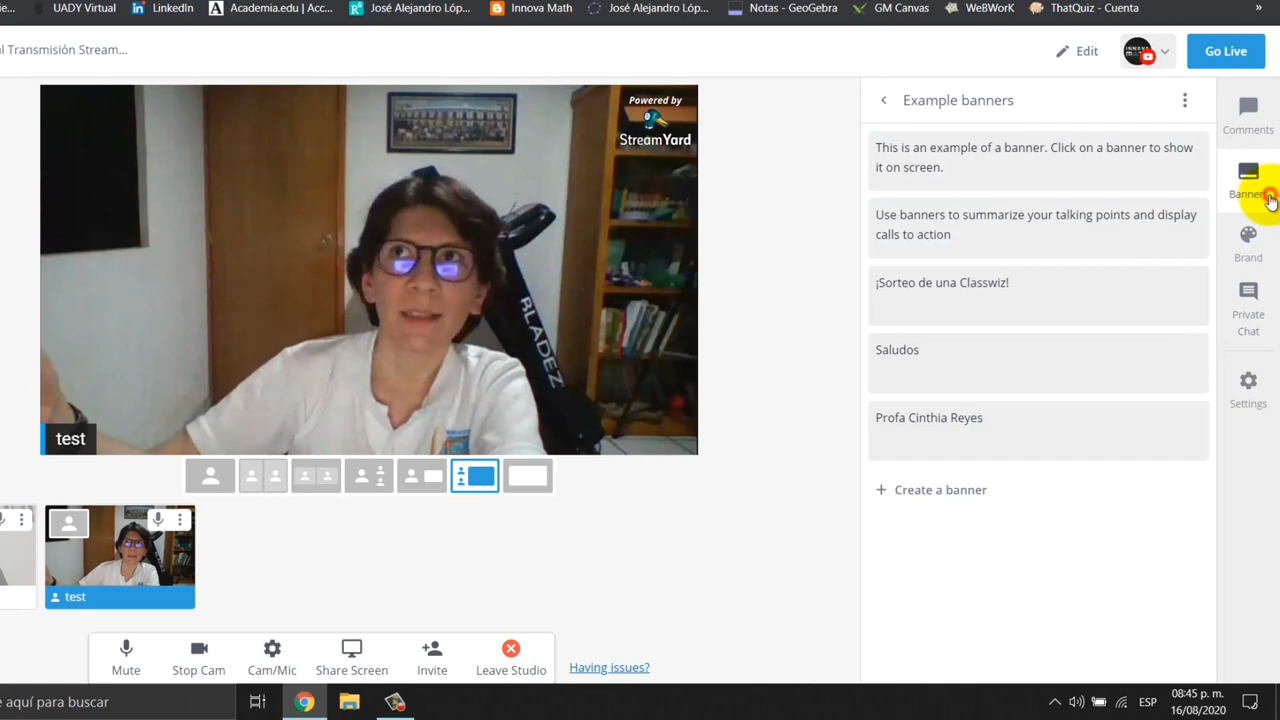 UADY Virtual LinkedIn Academia.edu | Acc... José Alejandro Lóp... Innova Math José Alejandro Lóp... Notas - GeoGebra GM Canvas WeBWorK ThatQuiz - Cuenta »
al Transmisión Stream...
Edit
Go Live
Powered by
StreamYard
BLADEZ
test
test
Mute
Stop Cam
Cam/Mic
Share Screen
Invite
Leave Studio
Having issues?
Example banners
This is an example of a banner. Click on a banner to show
it on screen.
Use banners to summarize your talking points and display
calls to action
¡Sorteo de una Classwiz!
Saludos
Profa Cinthia Reyes
+ Create a banner
Comments
Banners
Brand
Private
Chat
Settings
aquí para buscar
ESP
08:45 p. m.
16/08/2020